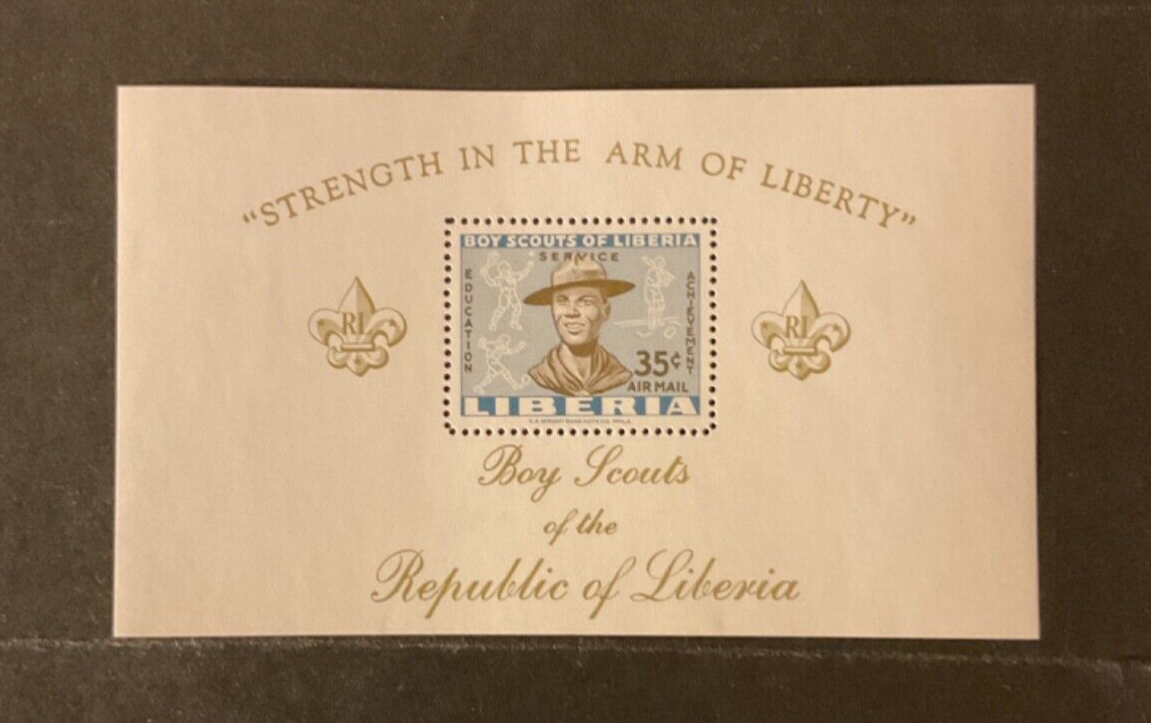 “STRENGTH IN THE ARM OF LIBERTY”
BOY SCOUTS OF LIBERIA
SERVICE
EDUCATION
ACHIEVEMENT
RL
RL
35¢
AIR MAIL
LIBERIA
Boy Scouts
of the
Republic of Liberia